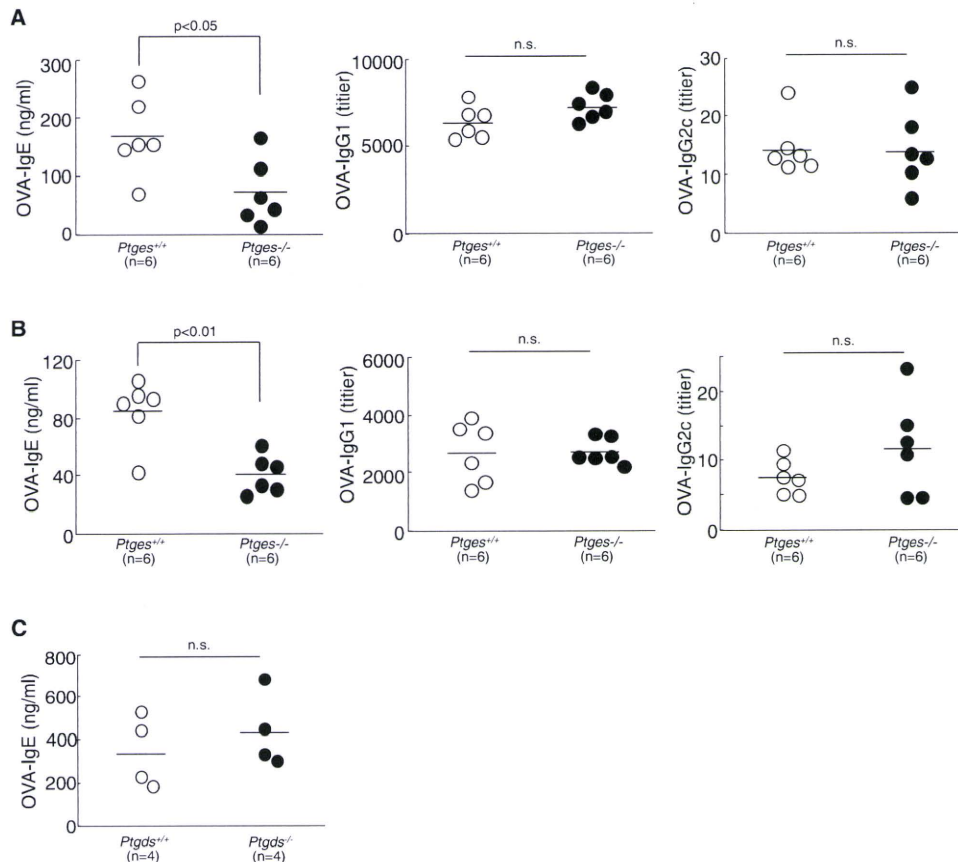 A
p<0.05
n.s.
n.s.
OVA-IgE (ng/ml)
300
200
100
0
Ptges+/+
(n=6)
Ptges-/-
(n=6)
OVA-IgG1 (titier)
10000
5000
0
Ptges+/+
(n=6)
Ptges-/-
(n=6)
OVA-IgG2c (titier)
30
20
10
0
Ptges+/+
(n=6)
Ptges-/-
(n=6)
B
p<0.01
n.s.
n.s.
OVA-IgE (ng/ml)
120
80
40
0
Ptges+/+
(n=6)
Ptges-/-
(n=6)
OVA-IgG1 (titier)
6000
4000
2000
0
Ptges+/+
(n=6)
Ptges-/-
(n=6)
OVA-IgG2c (titier)
20
10
0
Ptges+/+
(n=6)
Ptges-/-
(n=6)
C
n.s.
OVA-IgE (ng/ml)
800
600
400
200
0
Ptgds+/+
(n=4)
Ptgds-/-
(n=4)